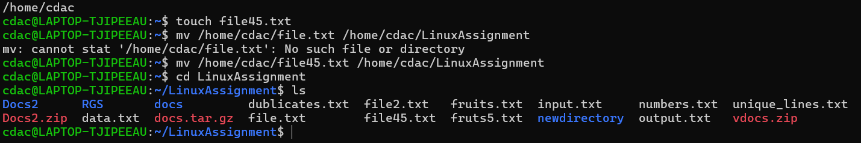 /home/cdac
cdac@LAPTOP-TJIPEEAU:~$ touch file45.txt
cdac@LAPTOP-TJIPEEAU:~$ mv /home/cdac/file.txt /home/cdac/LinuxAssignment
mv: cannot stat '/home/cdac/file.txt': No such file or directory
cdac@LAPTOP-TJIPEEAU:~$ mv /home/cdac/file45.txt /home/cdac/LinuxAssignment
cdac@LAPTOP-TJIPEEAU:~$ cd LinuxAssignment
cdac@LAPTOP-TJIPEEAU:~/LinuxAssignment$ ls
Docs2 RGS docs dublicates.txt file2.txt fruits.txt input.txt numbers.txt unique_lines.txt
Docs2.zip data.txt docs.tar.gz file.txt file45.txt fruts5.txt newdirectory output.txt vdocs.zip
cdac@LAPTOP-TJIPEEAU:~/LinuxAssignment$